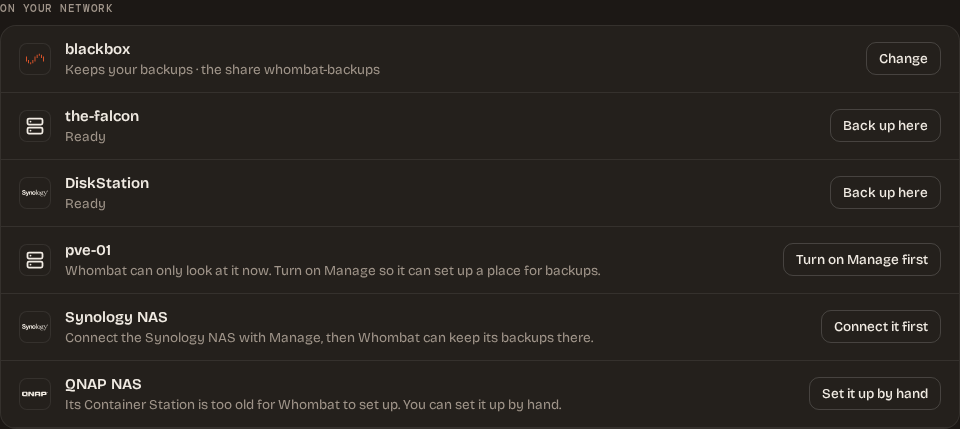 ON YOUR NETWORK
blackbox
Keeps your backups · the share whombat-backups
Change
the-falcon
Ready
Back up here
Synology
DiskStation
Ready
Back up here
pve-01
Whombat can only look at it now. Turn on Manage so it can set up a place for backups.
Turn on Manage first
Synology
Synology NAS
Connect the Synology NAS with Manage, then Whombat can keep its backups there.
Connect it first
QNAP
QNAP NAS
Its Container Station is too old for Whombat to set up. You can set it up by hand.
Set it up by hand